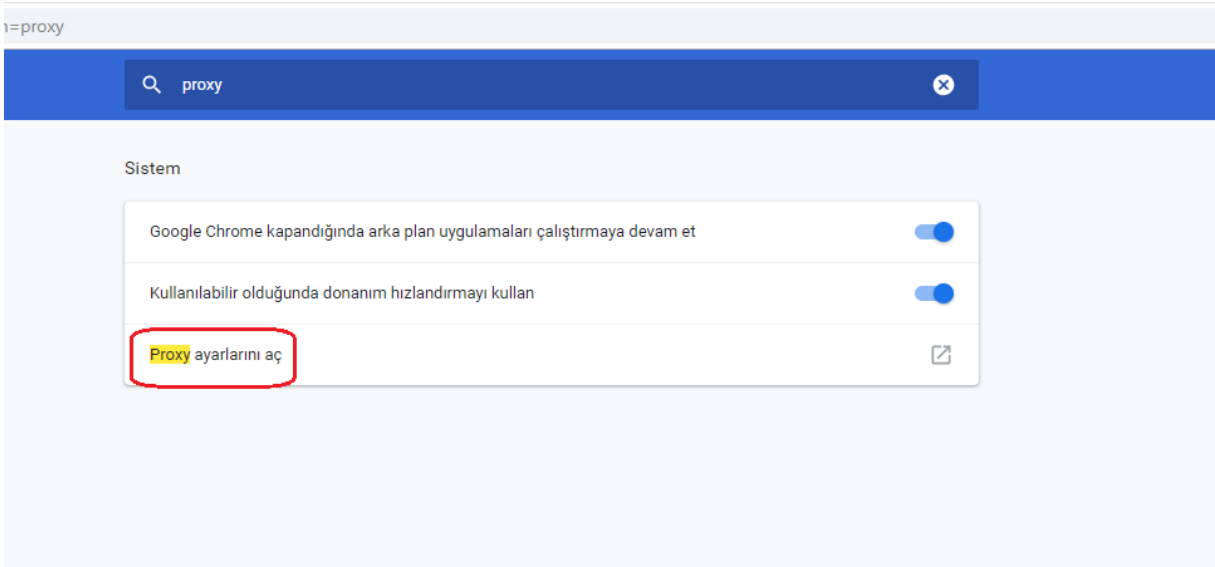 =proxy
proxy
Sistem
Google Chrome kapandığında arka plan uygulamaları çalıştırmaya devam et
Kullanılabilir olduğunda donanım hızlandırmayı kullan
Proxy ayarlarını aç